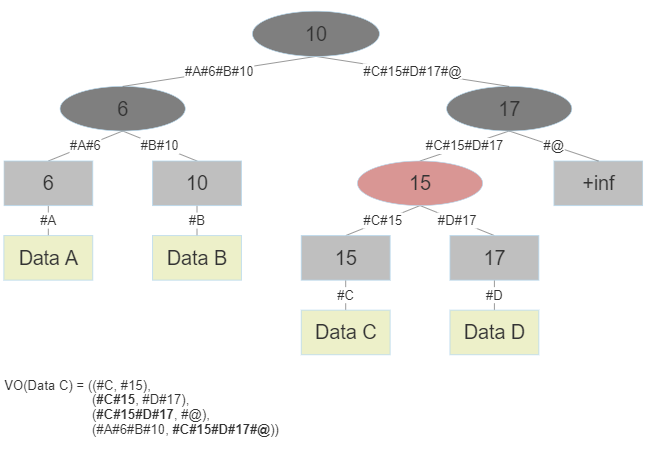 10
#A#6#B#10
#C#15#D#17#@
6
17
#A#6
#B#10
#C#15#D#17
#@
6
10
15
+inf
#A
#B
#C#15
#D#17
Data A
Data B
15
17
#C
#D
Data C
Data D
VO(Data C) = ((#C, #15),
(#C#15, #D#17),
(#C#15#D#17, #@),
(#A#6#B#10, #C#15#D#17#@))